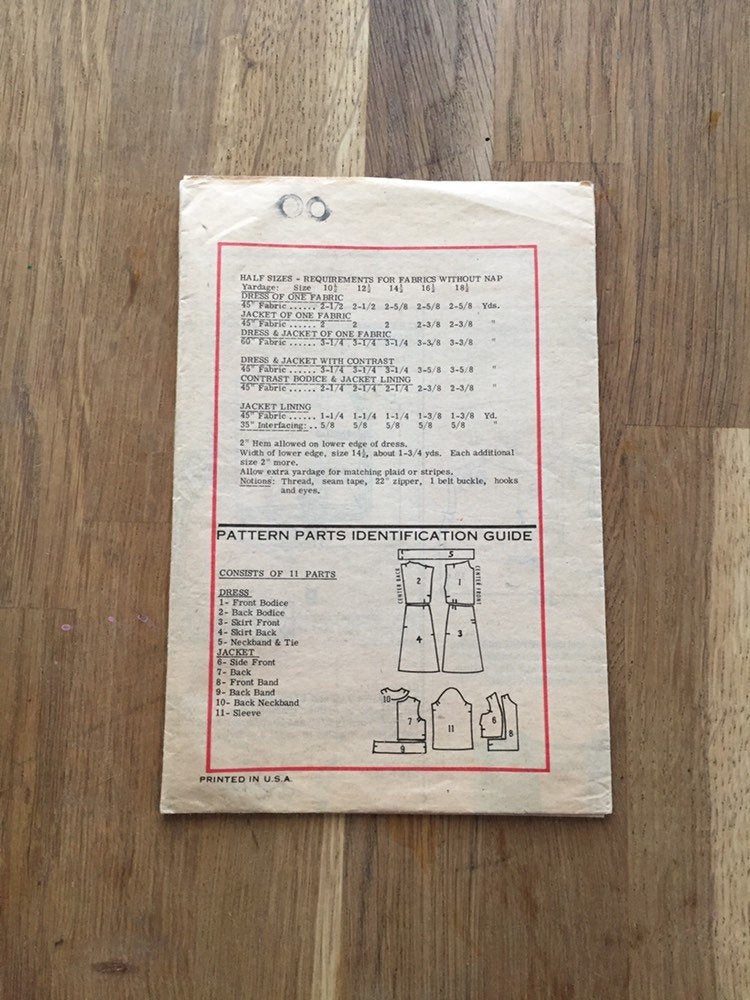 HALF SIZES - REQUIREMENTS FOR FABRICS WITHOUT NAP
Yardage: Size 10½ 12½ 14½ 16½ 18½
DRESS OF ONE FABRIC
45" Fabric ...... 2-1/2 2-1/2 2-5/8 2-5/8 2-5/8 Yds.
JACKET OF ONE FABRIC
45" Fabric ...... 2 2 2 2-3/8 2-3/8 "
DRESS & JACKET OF ONE FABRIC
60" Fabric ...... 3-1/4 3-1/4 3-1/4 3-3/8 3-3/8 "
DRESS & JACKET WITH CONTRAST
45" Fabric ...... 3-1/4 3-1/4 3-1/4 3-5/8 3-5/8 "
CONTRAST BODICE & JACKET LINING
45" Fabric ...... 2-1/4 2-1/4 2-1/4 2-3/8 2-3/8 "
JACKET LINING
45" Fabric ...... 1-1/4 1-1/4 1-1/4 1-3/8 1-3/8 Yd.
35" Interfacing: .. 5/8 5/8 5/8 5/8 5/8 "
2" Hem allowed on lower edge of dress.
Width of lower edge, size 14½, about 1-3/4 yds. Each additional
size 2" more.
Allow extra yardage for matching plaid or stripes.
Notions: Thread, seam tape, 22" zipper, 1 belt buckle, hooks
and eyes.
PATTERN PARTS IDENTIFICATION GUIDE
CONSISTS OF 11 PARTS
DRESS
1- Front Bodice
2- Back Bodice
3- Skirt Front
4- Skirt Back
5- Neckband & Tie
JACKET
6- Side Front
7- Back
8- Front Band
9- Back Band
10- Back Neckband
11- Sleeve
5
CENTER BACK
2
1
CENTER FRONT
4
3
10
7
9
11
6
8
PRINTED IN U.S.A.